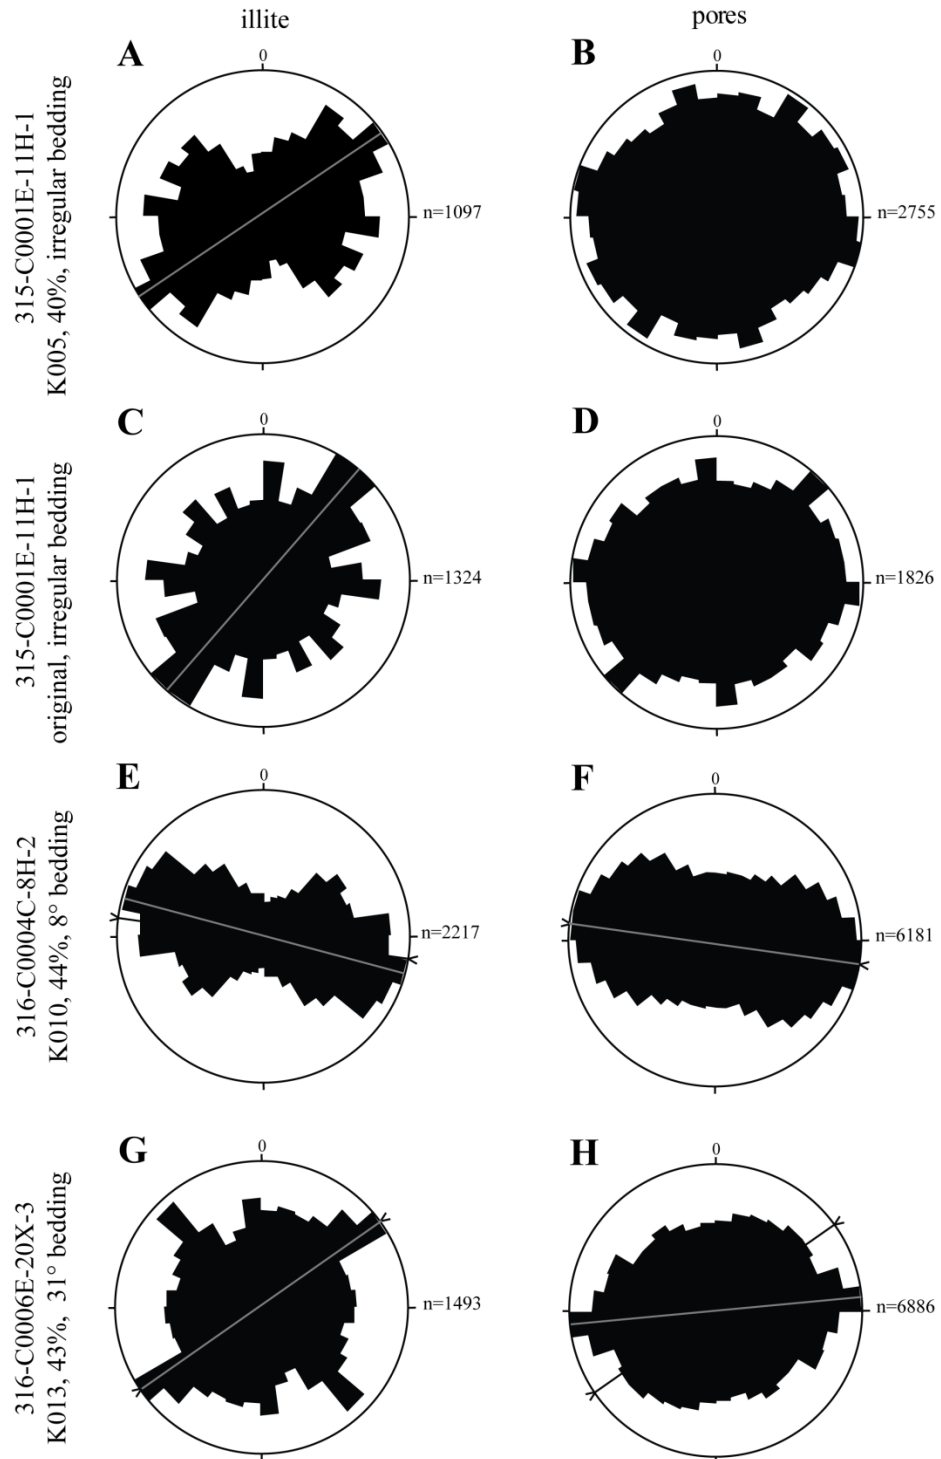 illite
pores
A
B
0
0
315-C0001E-11H-1
K005, 40%, irregular bedding
n=1097
n=2755
C
D
0
0
315-C0001E-11H-1
original, irregular bedding
n=1324
n=1826
E
F
0
0
316-C0004C-8H-2
K010, 44%, 8° bedding
n=2217
n=6181
G
H
0
0
316-C0006E-20X-3
K013, 43%, 31° bedding
n=1493
n=6886